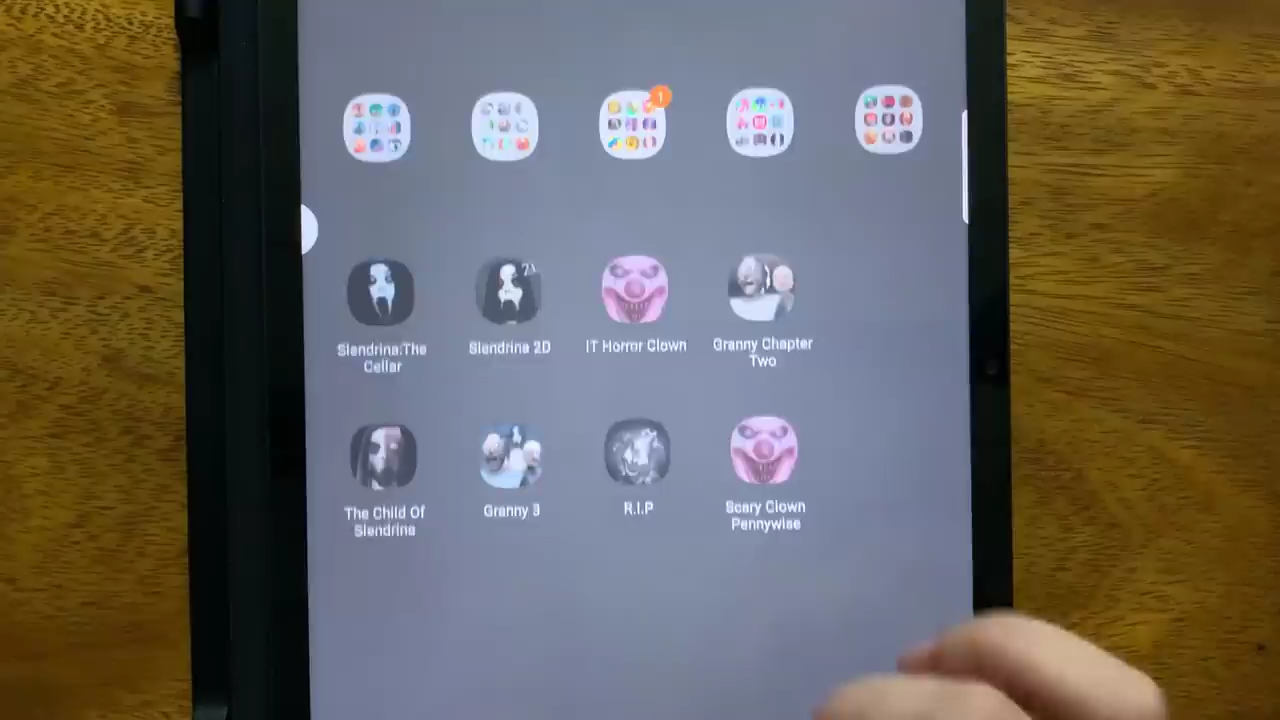 1
Slendrina:The
Cellar
Slendrina 2D
IT Horror Clown
Granny Chapter
Two
The Child Of
Slendrina
Granny 3
R.I.P
Scary Clown
Pennywise